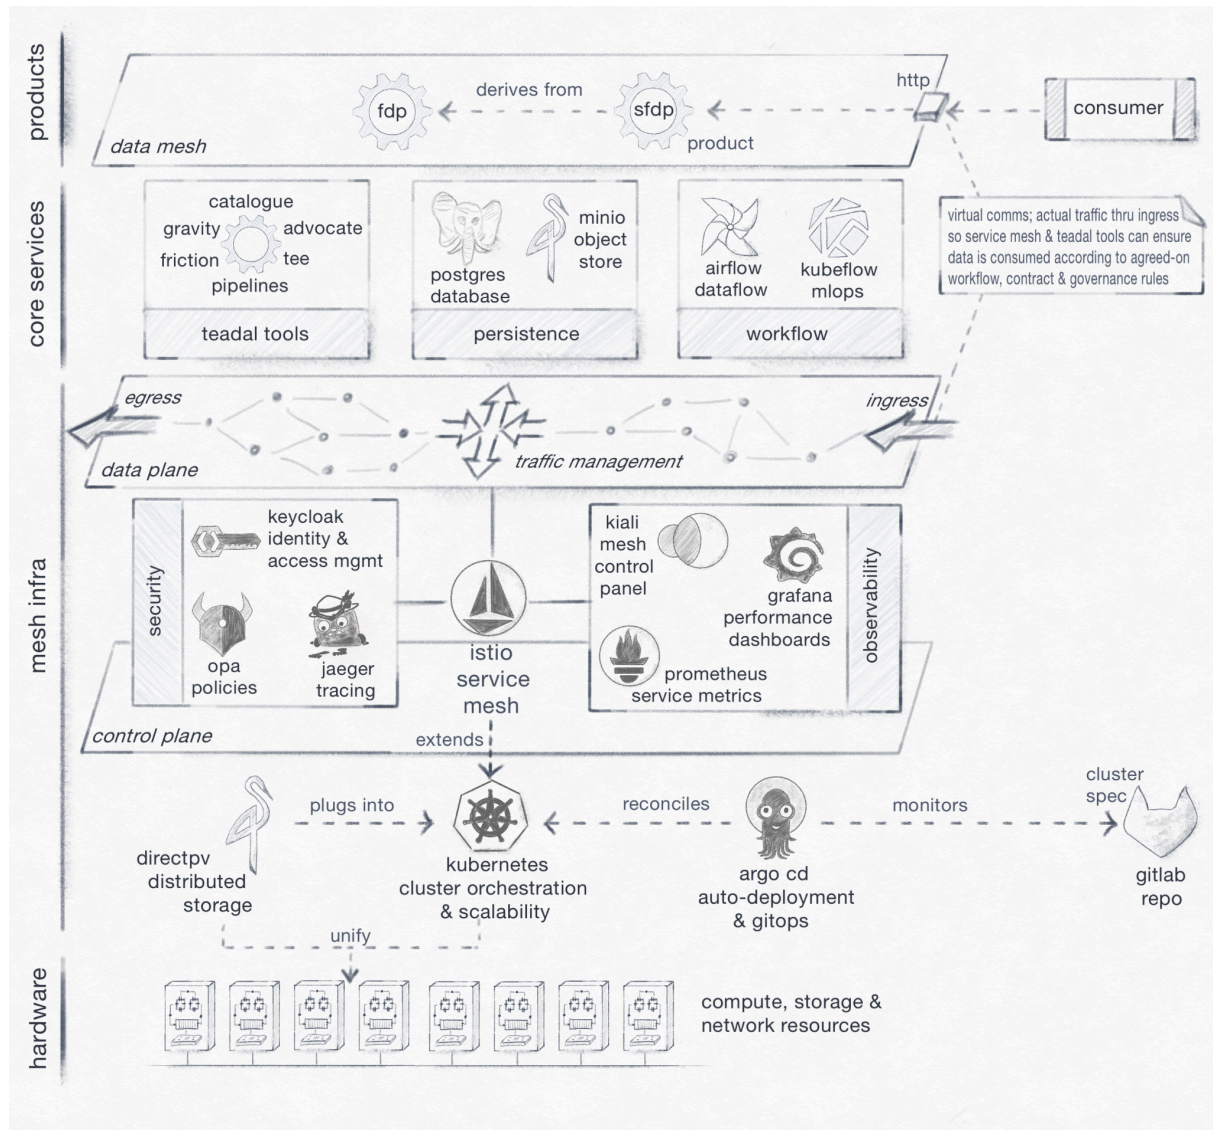 products
http
fdp
derives from
sfdp
product
consumer
data mesh
core services
catalogue
gravity
advocate
friction
tee
pipelines
teadal tools
postgres
database
minio
object
store
persistence
airflow
dataflow
kubeflow
mlops
workflow
virtual comms; actual traffic thru ingress
so service mesh & teadal tools can ensure
data is consumed according to agreed-on
workflow, contract & governance rules
mesh infra
egress
ingress
data plane
traffic management
security
keycloak
identity &
access mgmt
opa
policies
jaeger
tracing
istio
service
mesh
kiali
mesh
control
panel
grafana
performance
dashboards
prometheus
service metrics
observability
control plane
extends
directpv
distributed
storage
plugs into
kubernetes
cluster orchestration
& scalability
reconciles
argo cd
auto-deployment
& gitops
monitors
cluster
spec
gitlab
repo
unify
hardware
compute, storage &
network resources